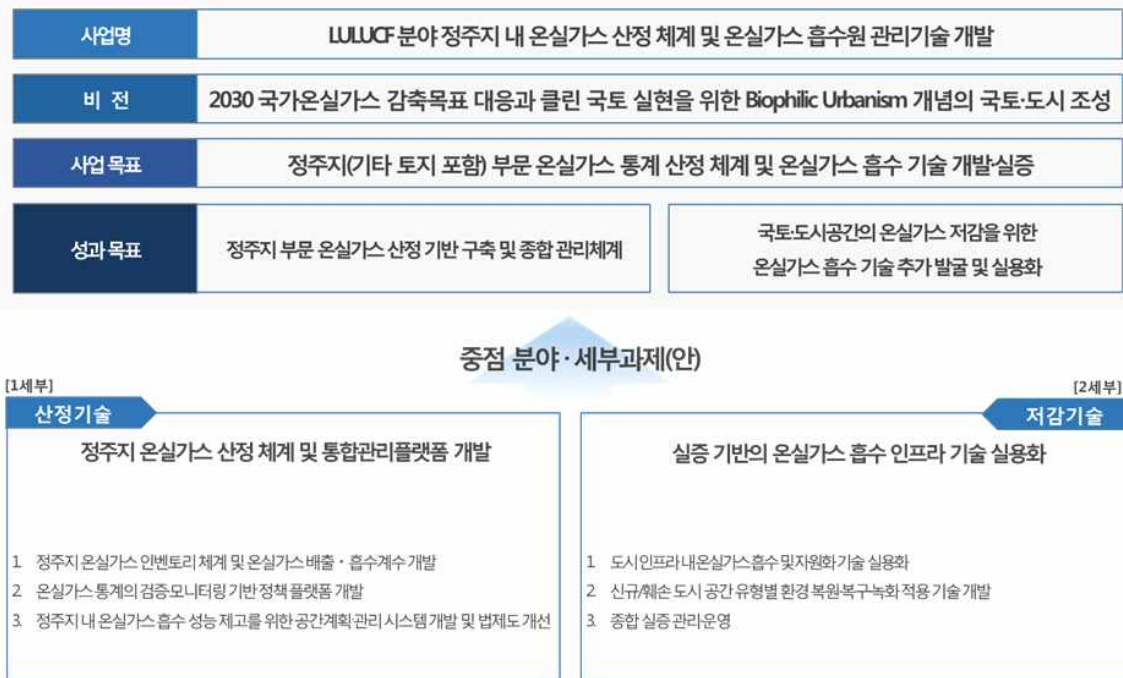 사업명
LULUCF 분야 정주지 내 온실가스 산정 체계 및 온실가스 흡수원 관리기술 개발
비 전
2030 국가온실가스 감축목표 대응과 클린 국토 실현을 위한 Biophilic Urbanism 개념의 국토·도시 조성
사업 목표
정주지(기타 토지 포함) 부문 온실가스 통계 산정 체계 및 온실가스 흡수 기술 개발·실증
성과 목표
정주지 부문 온실가스 산정 기반 구축 및 종합 관리체계
국토·도시공간의 온실가스 저감을 위한
온실가스 흡수 기술 추가 발굴 및 실용화
중점 분야·세부과제(안)
[1세부]
산정기술
정주지 온실가스 산정 체계 및 통합관리플랫폼 개발
1. 정주지 온실가스 인벤토리 체계 및 온실가스 배출·흡수계수 개발
2. 온실가스 통계의 검증·모니터링 기반 정책 플랫폼 개발
3. 정주지 내 온실가스 흡수 성능 제고를 위한 공간계획·관리 시스템 개발 및 법제도 개선
[2세부]
저감기술
실증 기반의 온실가스 흡수 인프라 기술 실용화
1. 도시 인프라 내 온실가스 흡수 및 자원화 기술 실용화
2. 신규/훼손 도시 공간 유형별 환경 복원·복구·녹화 적용 기술 개발
3. 종합 실증 관리·운영